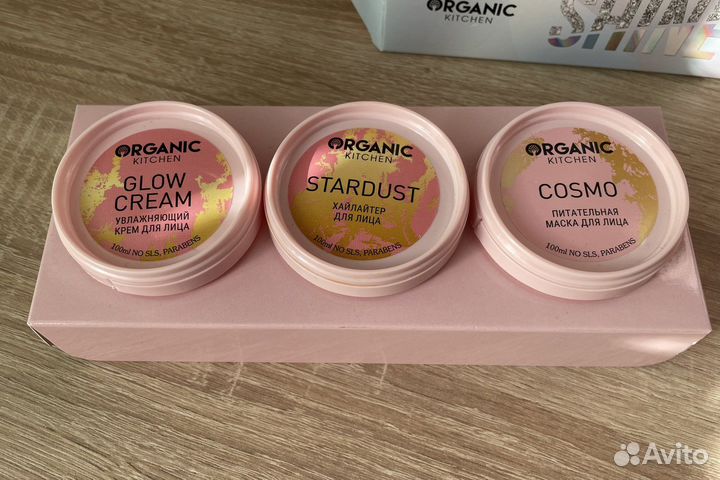 ORGANIC
KITCHEN
SHINE
ORGANIC
KITCHEN
GLOW
CREAM
УВЛАЖНЯЮЩИЙ
КРЕМ ДЛЯ ЛИЦА
100ml NO SLS, PARABENS
ORGANIC
KITCHEN
STARDUST
ХАЙЛАЙТЕР
ДЛЯ ЛИЦА
100ml NO SLS, PARABENS
ORGANIC
KITCHEN
COSMO
ПИТАТЕЛЬНАЯ
МАСКА ДЛЯ ЛИЦА
100ml NO SLS, PARABENS
Avito